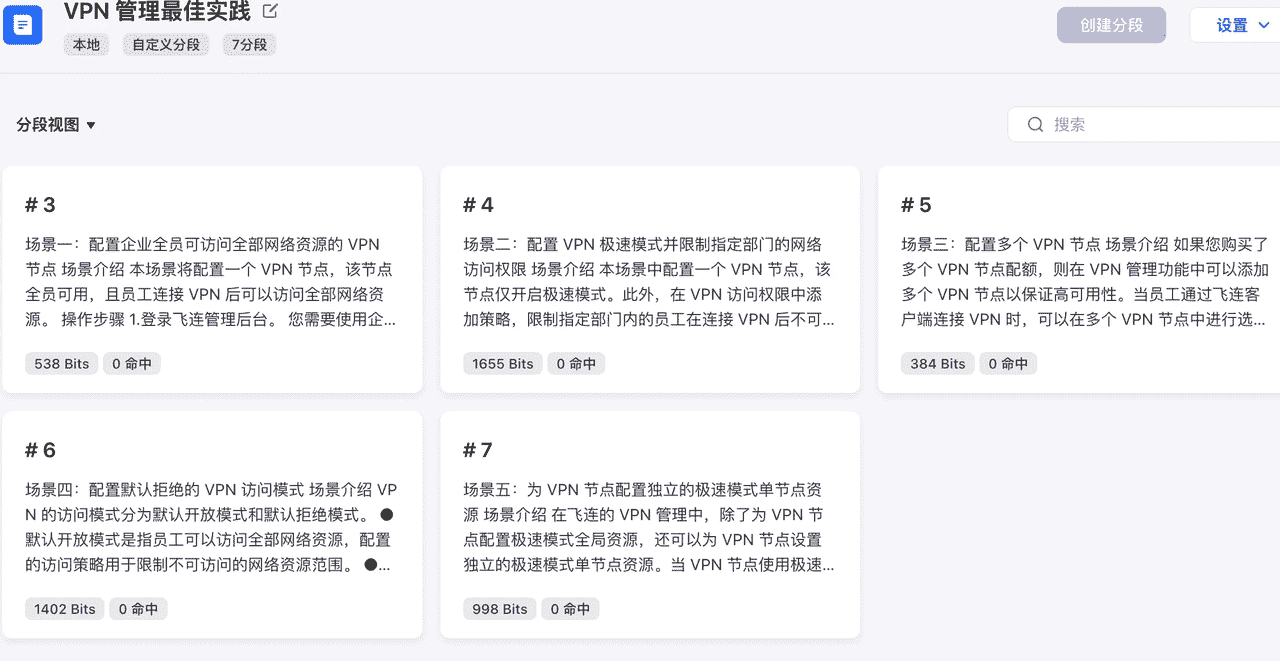 VPN 管理最佳实践
本地 自定义分段 7分段
创建分段 设置
分段视图
搜索
# 3
场景一：配置企业全员可访问全部网络资源的 VPN
节点 场景介绍 本场景将配置一个 VPN 节点，该节点
全员可用，且员工连接 VPN 后可以访问全部网络资
源。 操作步骤 1.登录飞连管理后台。 您需要使用企...
538 Bits 0 命中
# 4
场景二：配置 VPN 极速模式并限制指定部门的网络
访问权限 场景介绍 本场景中配置一个 VPN 节点，该
节点仅开启极速模式。此外，在 VPN 访问权限中添
加策略，限制指定部门内的员工在连接 VPN 后不可...
1655 Bits 0 命中
# 5
场景三：配置多个 VPN 节点 场景介绍 如果您购买了
多个 VPN 节点配额，则在 VPN 管理功能中可以添加
多个 VPN 节点以保证高可用性。当员工通过飞连客
户端连接 VPN 时，可以在多个 VPN 节点中进行选...
384 Bits 0 命中
# 6
场景四：配置默认拒绝的 VPN 访问模式 场景介绍 VP
N 的访问模式分为默认开放模式和默认拒绝模式。 ●
默认开放模式是指员工可以访问全部网络资源，配置
的访问策略用于限制不可访问的网络资源范围。 ●...
1402 Bits 0 命中
# 7
场景五：为 VPN 节点配置独立的极速模式单节点资
源 场景介绍 在飞连的 VPN 管理中，除了为 VPN 节
点配置极速模式全局资源，还可以为 VPN 节点设置
独立的极速模式单节点资源。当 VPN 节点使用极速...
998 Bits 0 命中